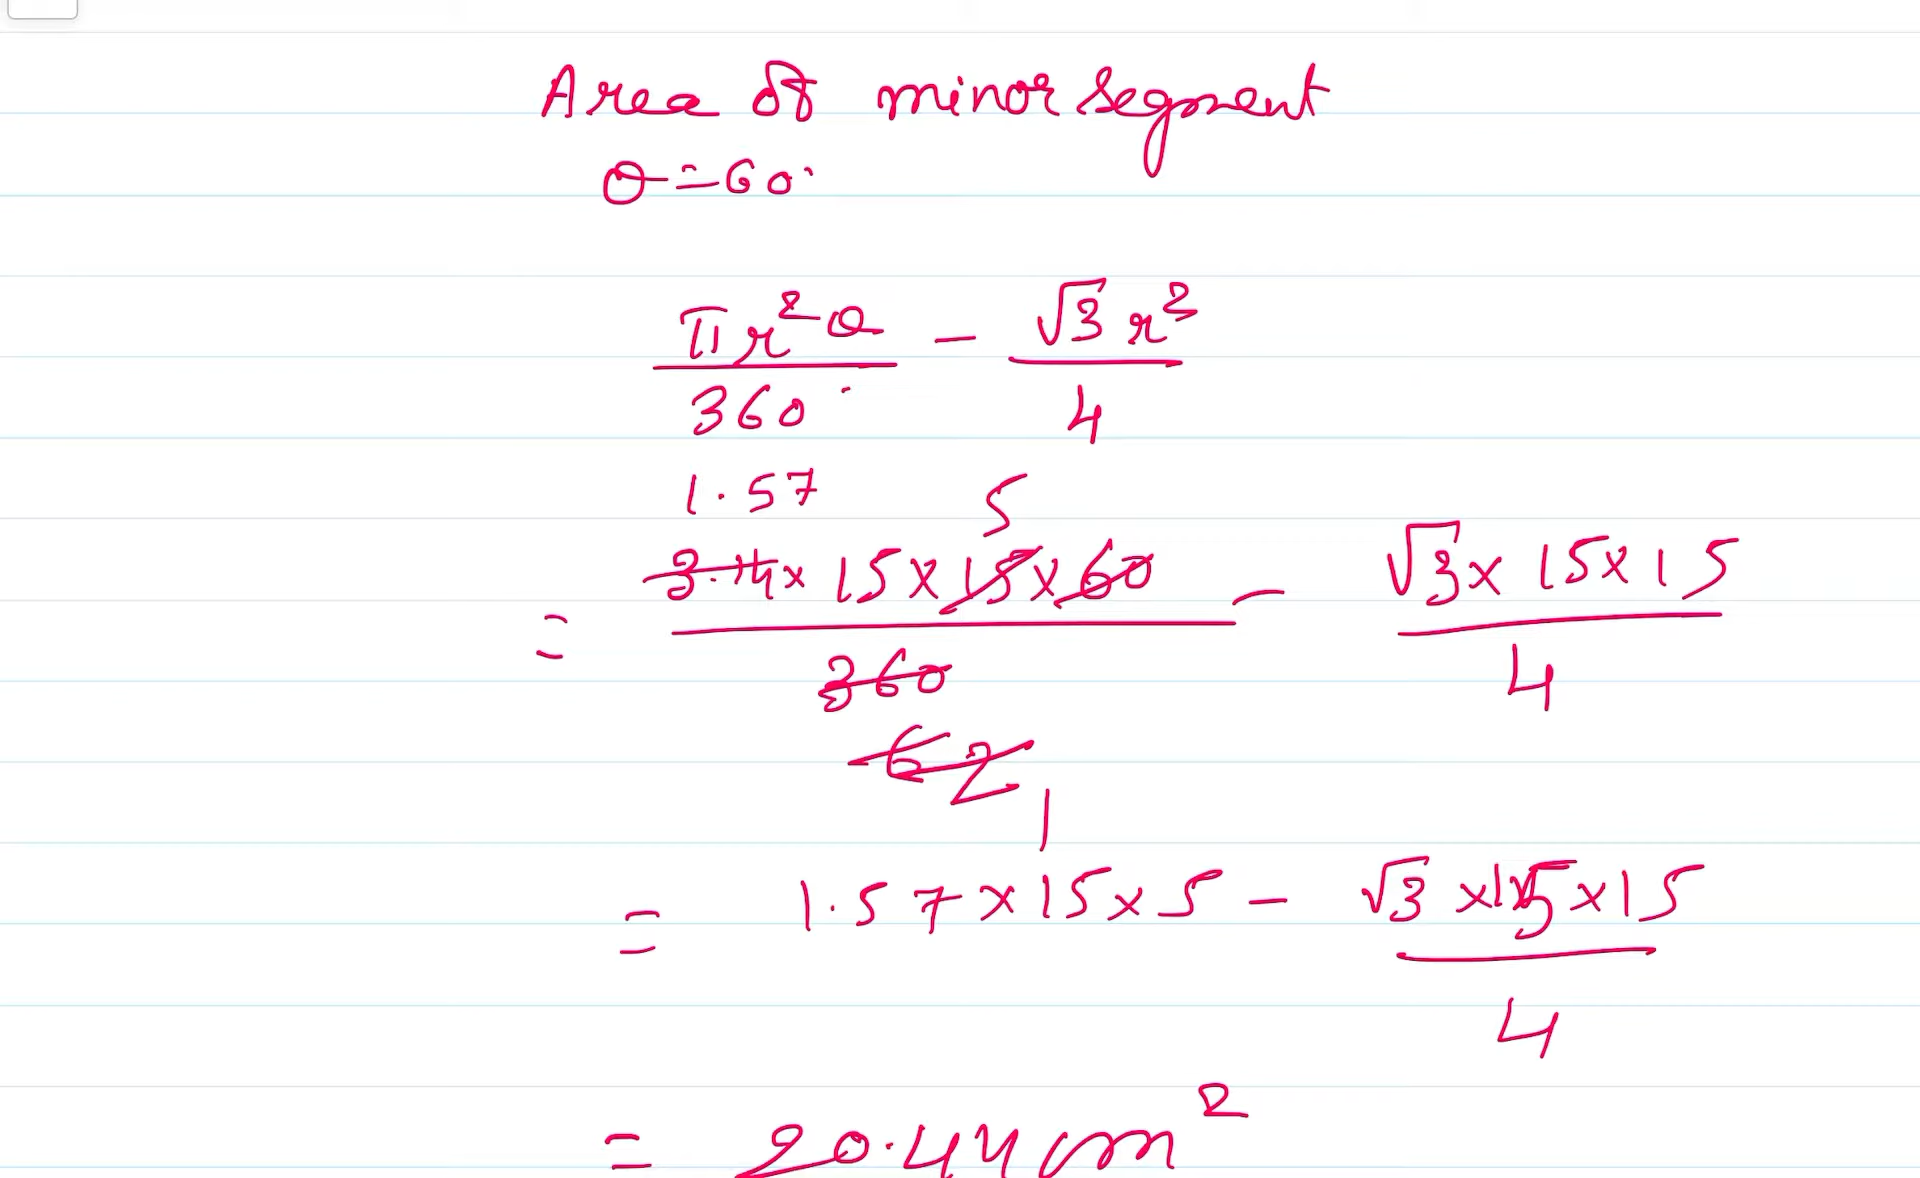 Area of minor segment
θ = 60°
πr²θ/360° - √3 r²/4
1.57 5
= 3.14 x 15 x 15 x 60/360 - √3 x 15 x 15/4
6 2
1
= 1.57 x 15 x 5 - √3 x 15 x 15/4
= 20.44 cm²